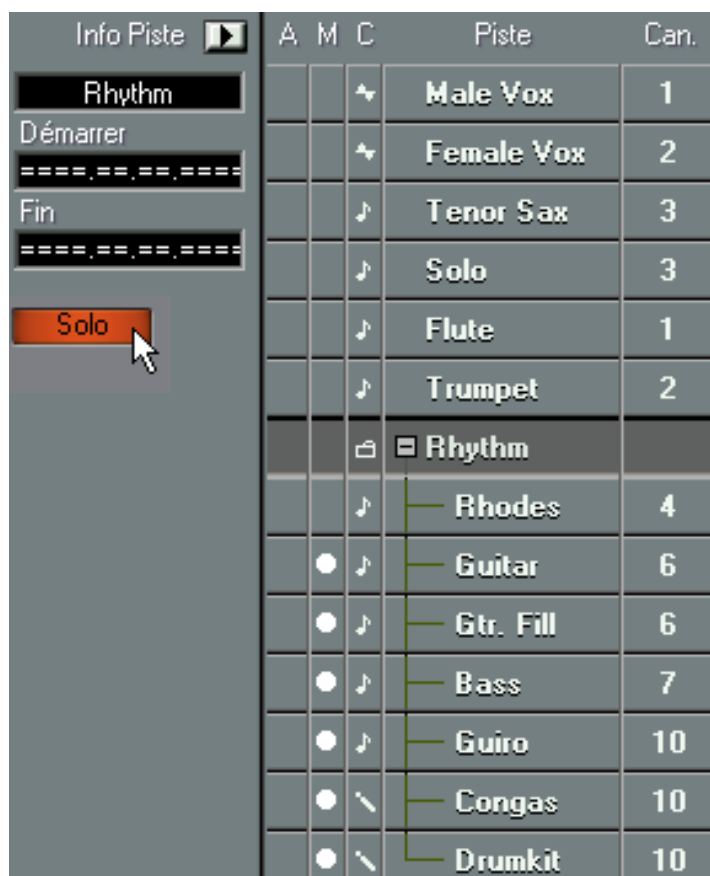 Info Piste
Rhythm
Démarrer
====.==.==.====
Fin
====.==.==.====
Solo
A M C Piste Can.
Male Vox 1
Female Vox 2
Tenor Sax 3
Solo 3
Flute 1
Trumpet 2
Rhythm
Rhodes 4
Guitar 6
Gtr. Fill 6
Bass 7
Guiro 10
Congas 10
Drumkit 10